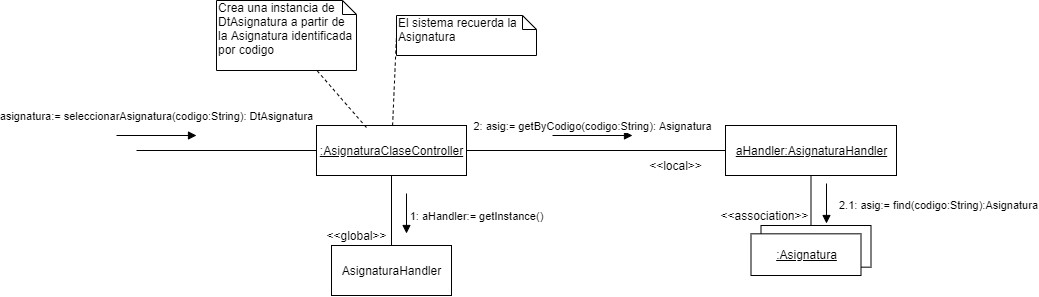 Crea una instancia de
DtAsignatura a partir de
la Asignatura identificada
por codigo
El sistema recuerda la
Asignatura
asignatura:= seleccionarAsignatura(codigo:String): DtAsignatura
2: asig:= getByCodigo(codigo:String): Asignatura
:AsignaturaClaseController
aHandler:AsignaturaHandler
<<local>>
1: aHandler:= getInstance()
2.1: asig:= find(codigo:String):Asignatura
<<association>>
<<global>>
:Asignatura
AsignaturaHandler